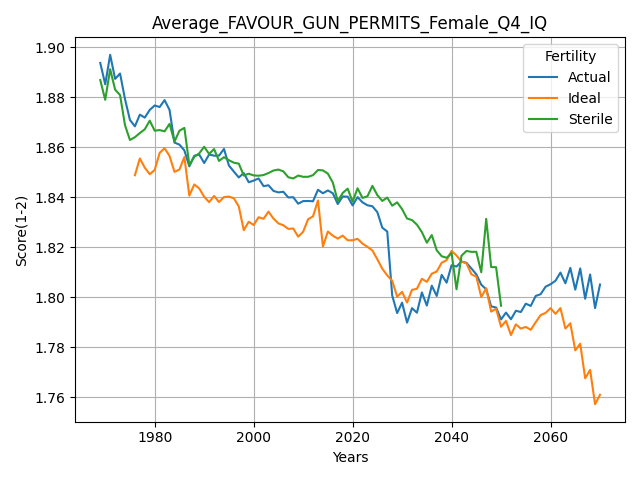 Average_FAVOUR_GUN_PERMITS_Female_Q4_IQ
Fertility
Actual
Ideal
Sterile
Score(1-2)
1.90
1.88
1.86
1.84
1.82
1.80
1.78
1.76
1980
2000
2020
2040
2060
Years